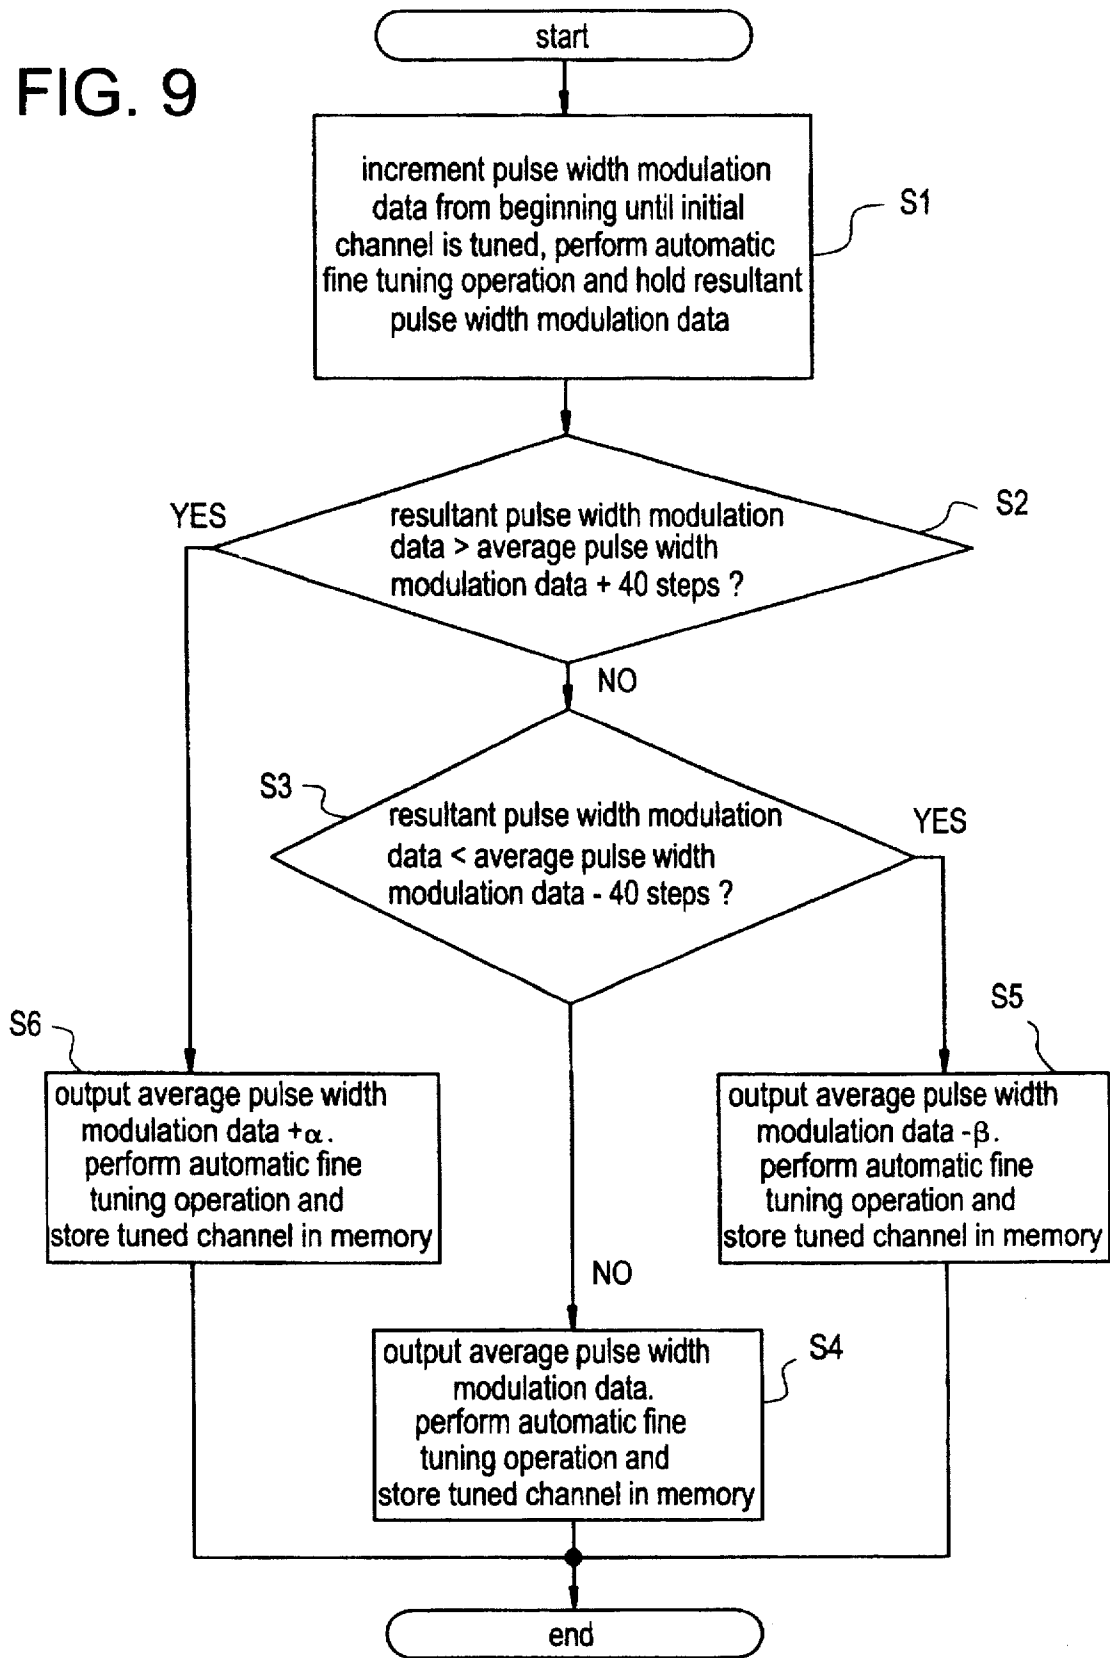 start
FIG. 9
increment pulse width modulation
data from beginning until initial
channel is tuned, perform automatic
fine tuning operation and hold resultant
pulse width modulation data
S1
resultant pulse width modulation
data > average pulse width
modulation data + 40 steps ?
S2
YES
NO
S3
resultant pulse width modulation
data < average pulse width
modulation data - 40 steps ?
YES
S6
output average pulse width
modulation data +α.
perform automatic fine
tuning operation and
store tuned channel in memory
S5
output average pulse width
modulation data -β.
perform automatic fine
tuning operation and
store tuned channel in memory
NO
S4
output average pulse width
modulation data.
perform automatic fine
tuning operation and
store tuned channel in memory
end